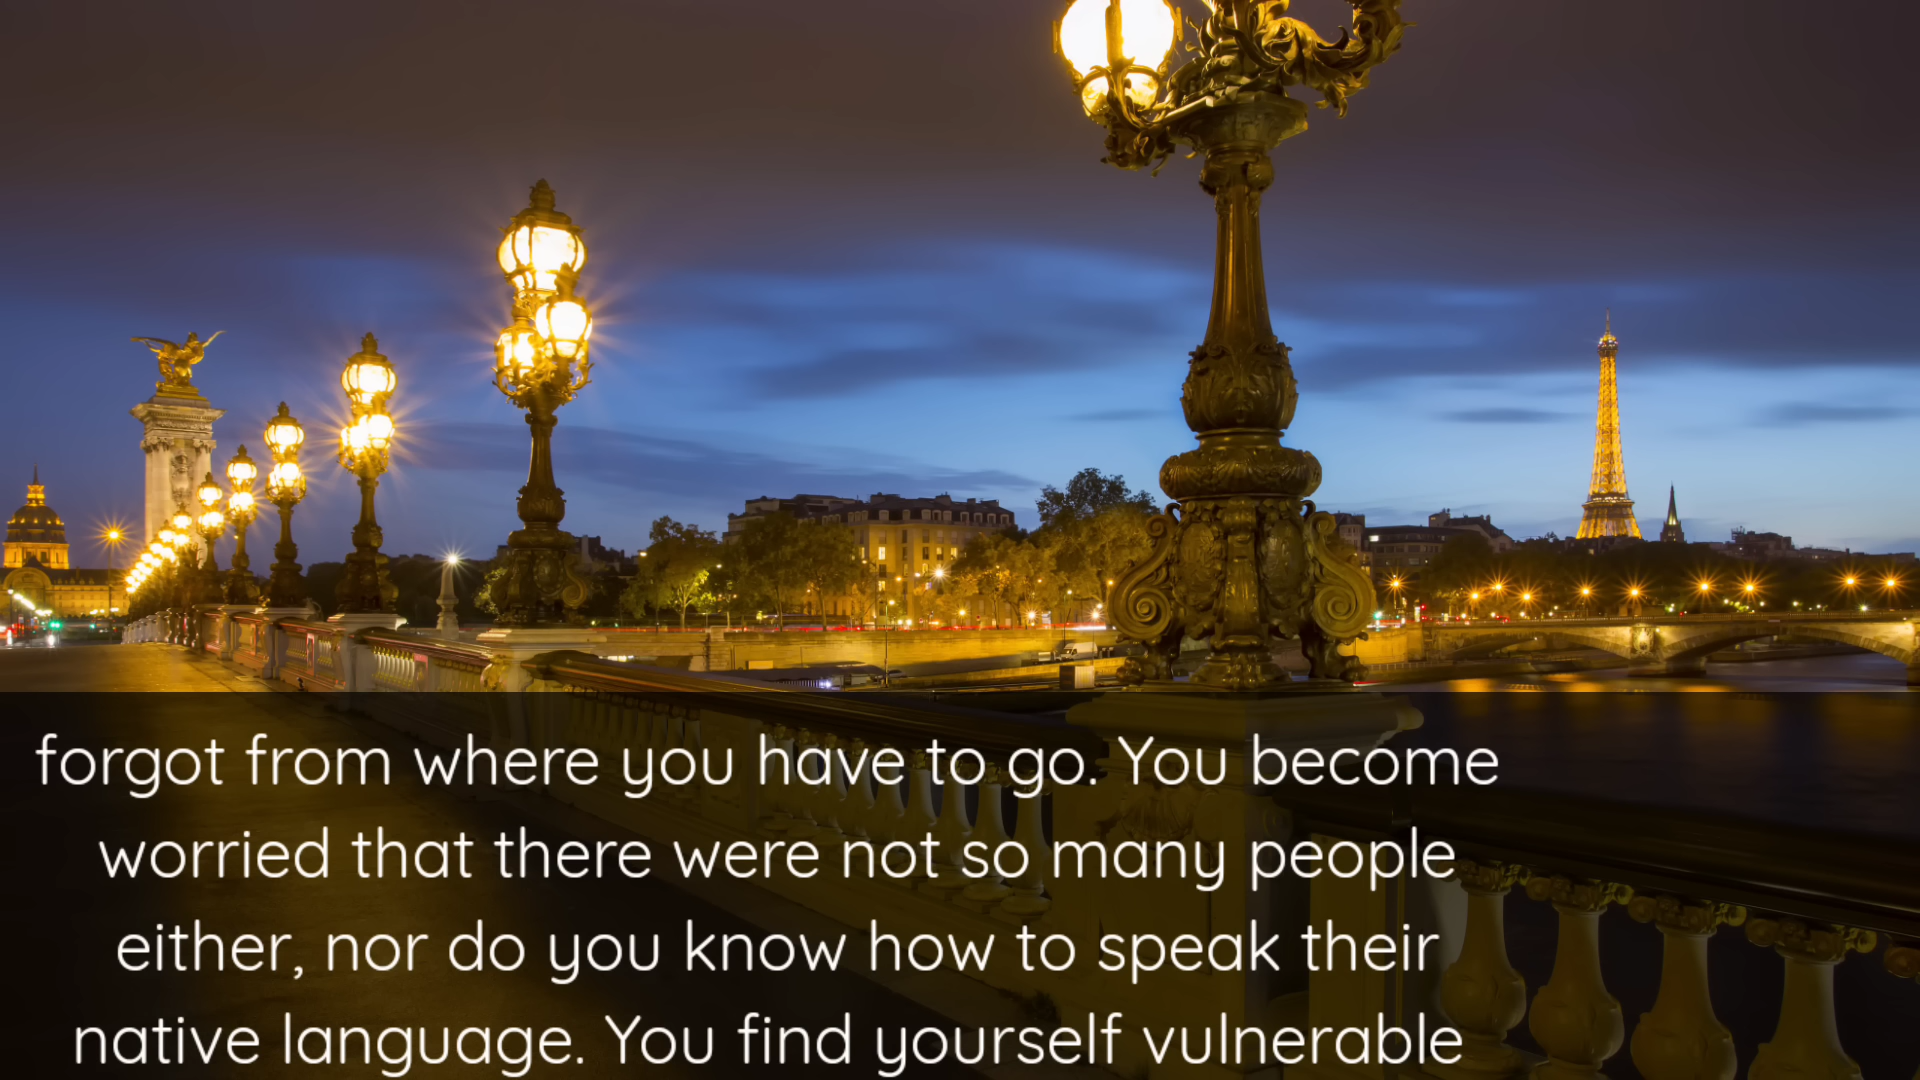 forgot from where you have to go. You become
worried that there were not so many people
either, nor do you know how to speak their
native language. You find yourself vulnerable